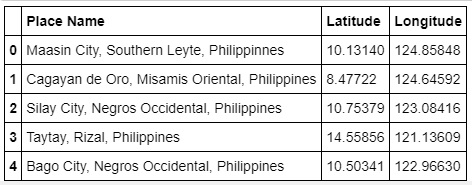 Place Name Latitude Longitude
0 Maasin City, Southern Leyte, Philippinnes 10.13140 124.85848
1 Cagayan de Oro, Misamis Oriental, Philippines 8.47722 124.64592
2 Silay City, Negros Occidental, Philippines 10.75379 123.08416
3 Taytay, Rizal, Philippines 14.55856 121.13609
4 Bago City, Negros Occidental, Philippines 10.50341 122.96630